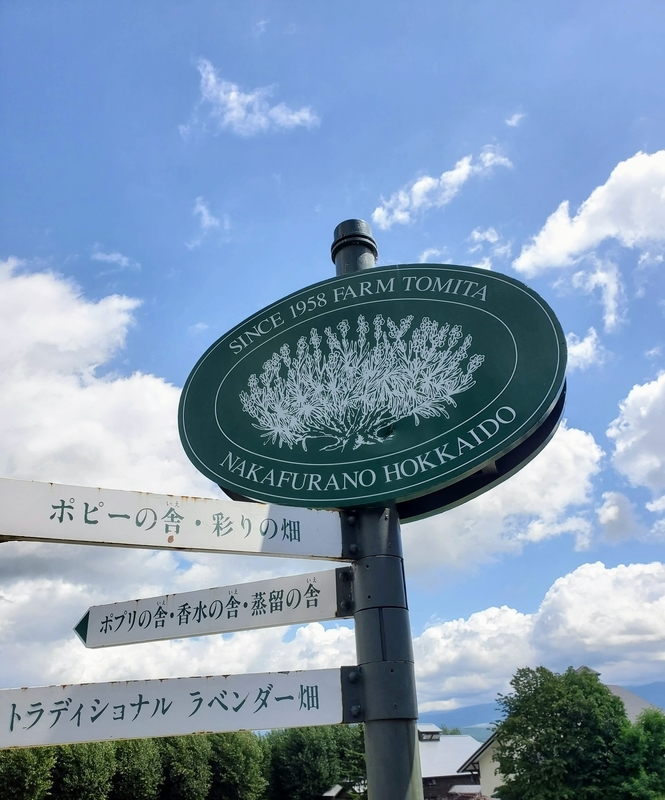 SINCE 1958 FARM TOMITA
NAKAFURANO HOKKAIDO
ポピーの舎・彩りの畑
ポプリの舎・香水の舎・蒸留の舎
トラディショナル ラベンダー畑